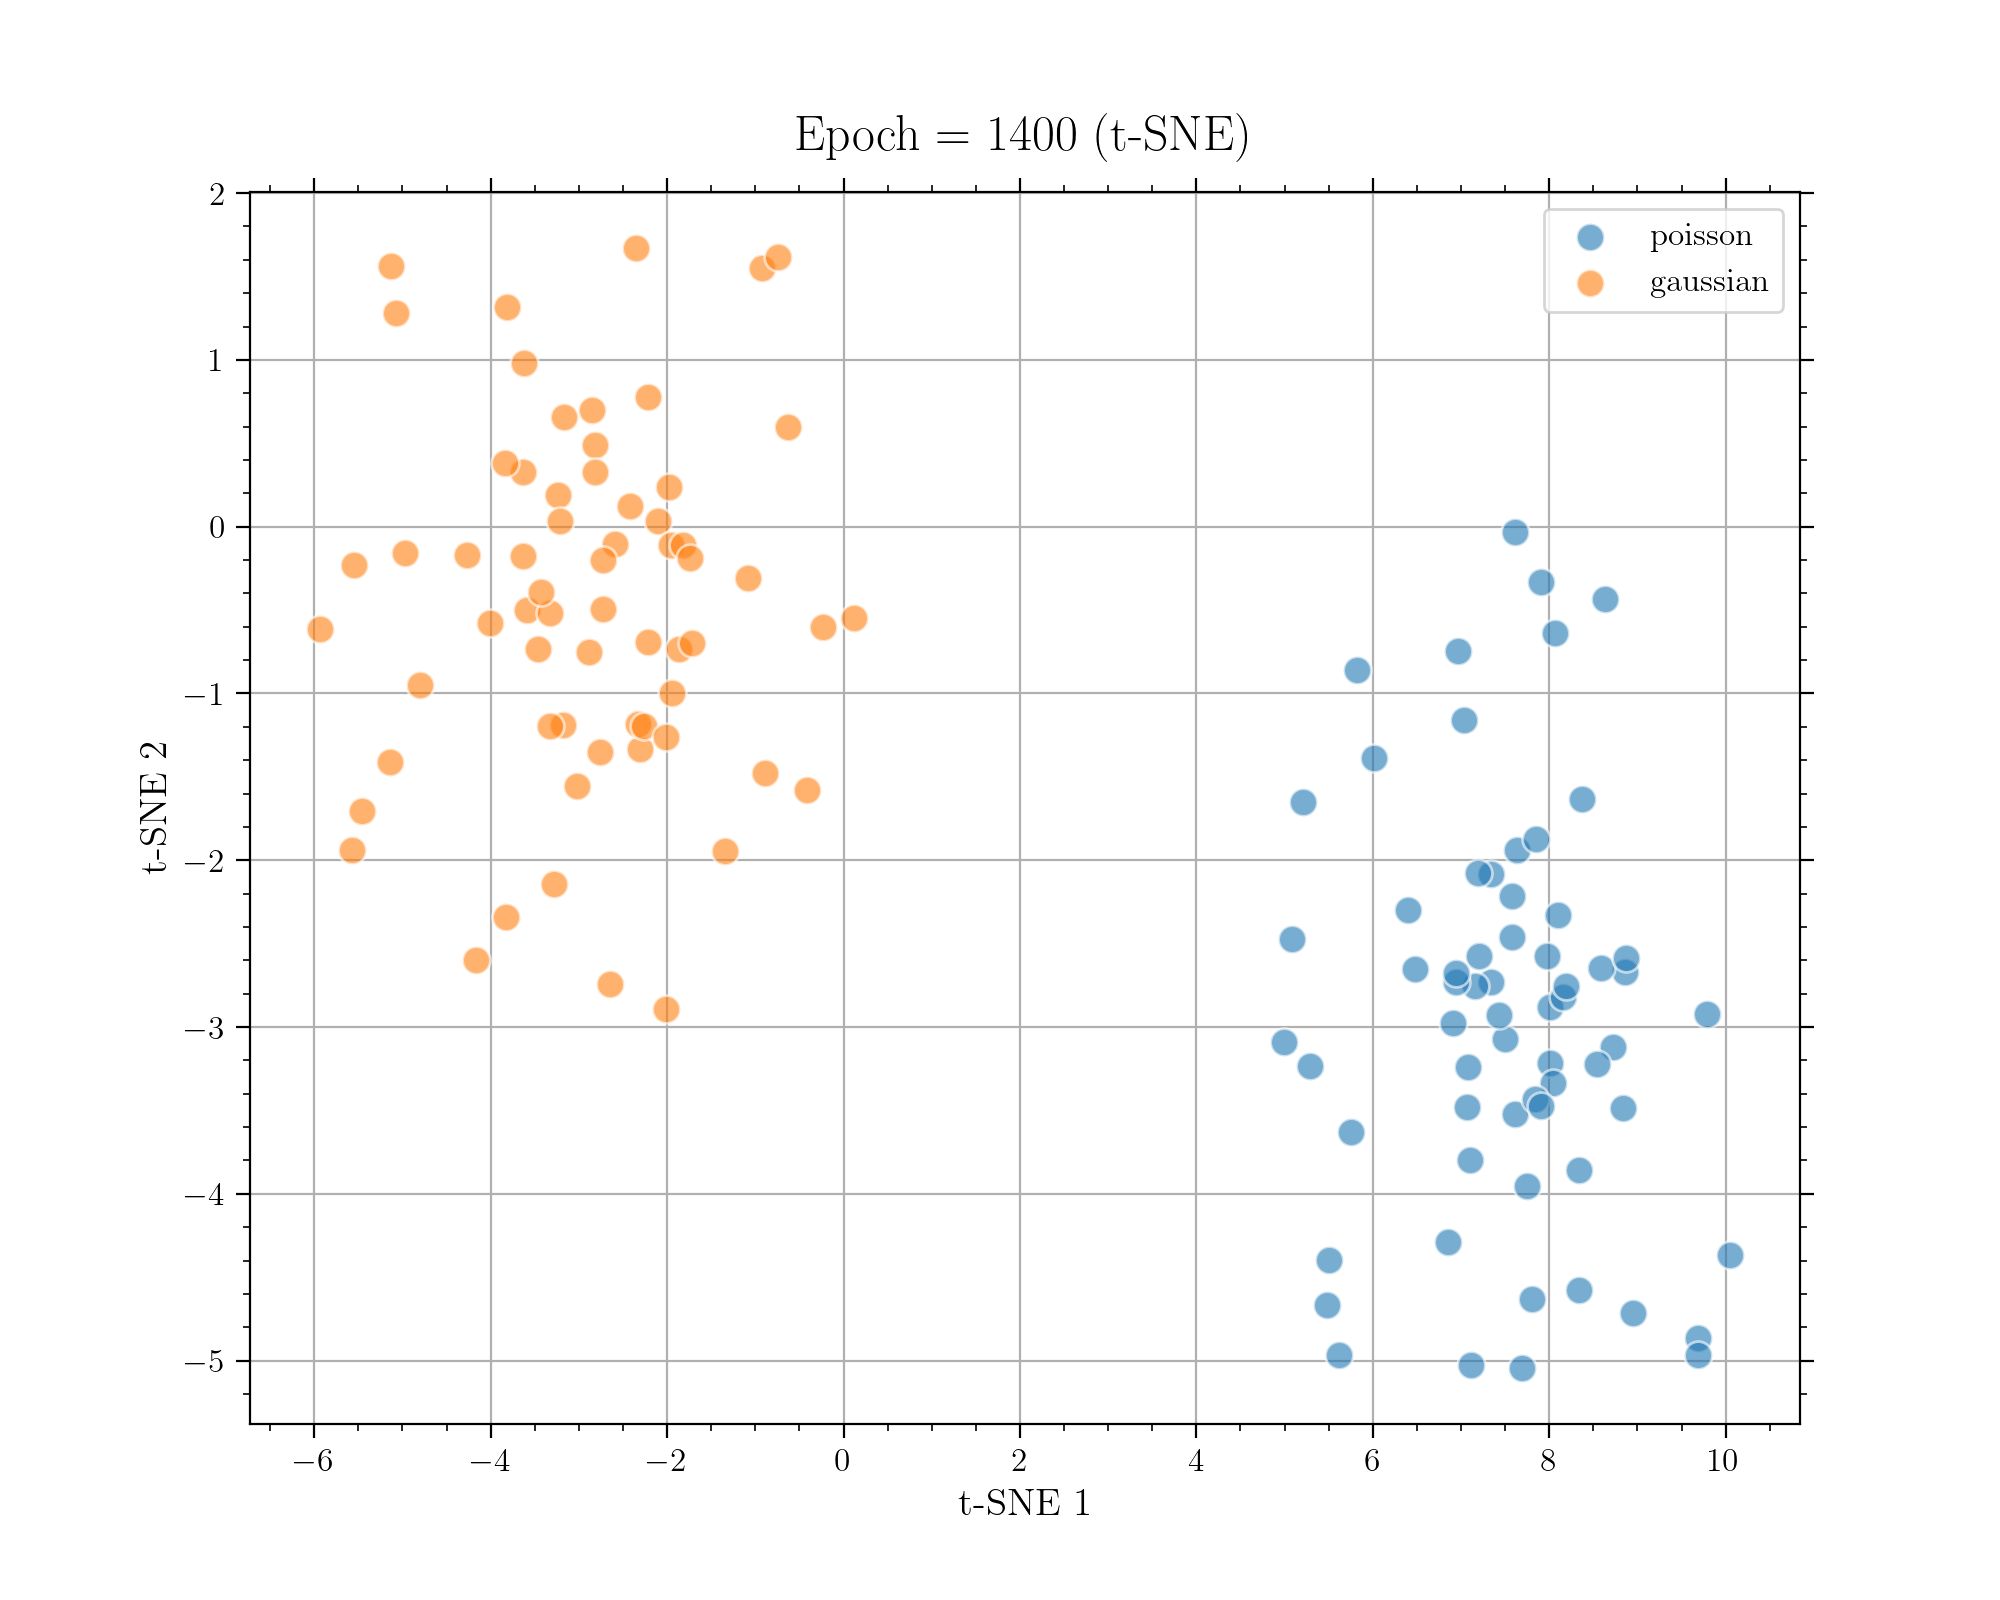 Epoch = 1400 (t-SNE)
poisson
gaussian
2
1
0
−1
−2
−3
−4
−5
t-SNE 2
−6 −4 −2 0 2 4 6 8 10
t-SNE 1